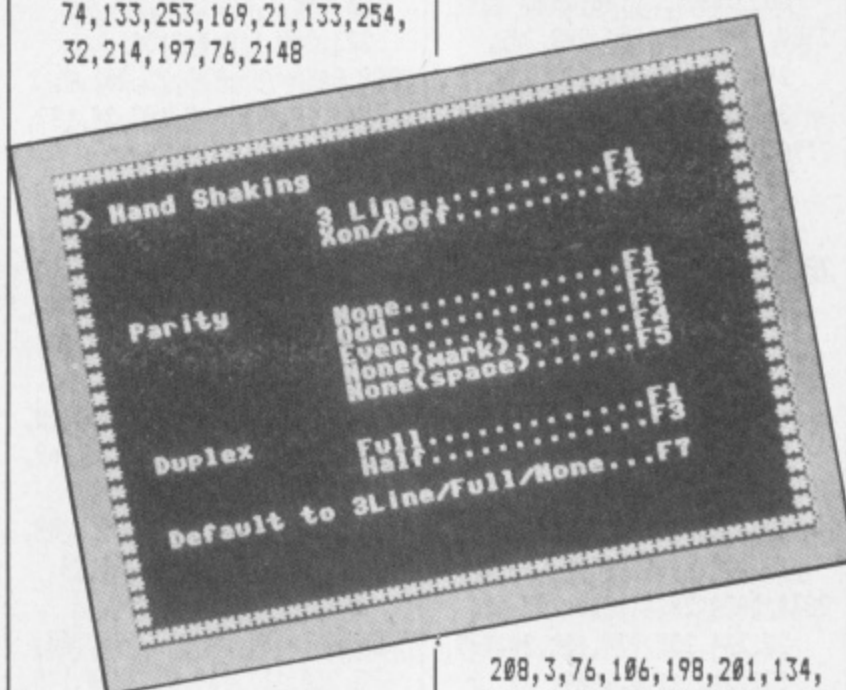 74,133,253,169,21,133,254,
32,214,197,76,2148
> Hand Shaking
3 Line...........F1
Xon/Xoff.........F3
Parity
None.............F1
Odd..............F2
Even.............F3
None(mark).......F4
None(space)......F5
Duplex
Full.............F1
Half.............F3
Default to 3Line/Full/None...F7
208,3,76,106,198,201,134,